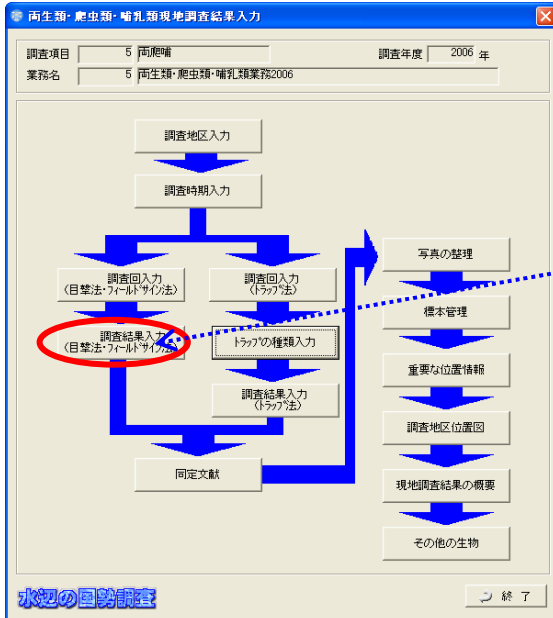 両生類・爬虫類・哺乳類現地調査結果入力
調査項目 5 両爬哺 調査年度 2006 年
業務名 5 両生類・爬虫類・哺乳類業務2006
調査地区入力
調査時期入力
調査回入力
(目撃法・フィールドサイン法)
調査回入力
(トラップ法)
調査結果入力
(目撃法・フィールドサイン法)
トラップの種類入力
調査結果入力
(トラップ法)
同定文献
写真の整理
標本管理
重要な位置情報
調査地区位置図
現地調査結果の概要
その他の生物
水辺の国勢調査
終 了